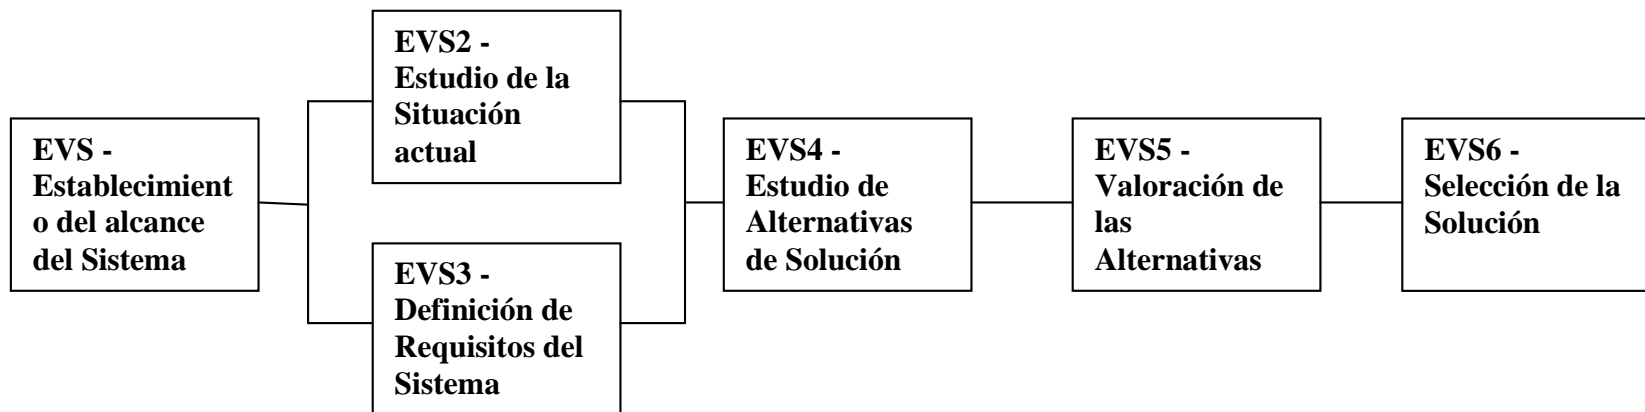 EVS -
Establecimient
o del alcance
del Sistema
EVS2 -
Estudio de la
Situación
actual
EVS3 -
Definición de
Requisitos del
Sistema
EVS4 -
Estudio de
Alternativas
de Solución
EVS5 -
Valoración de
las
Alternativas
EVS6 -
Selección de la
Solución